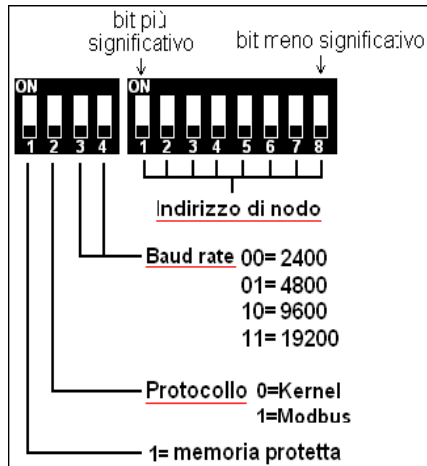 bit più
significativo
bit meno significativo
ON
ON
1 2 3 4
1 2 3 4 5 6 7 8
Indirizzo di nodo
Baud rate 00= 2400
01= 4800
10= 9600
11= 19200
Protocollo 0=Kernel
1=Modbus
1= memoria protetta